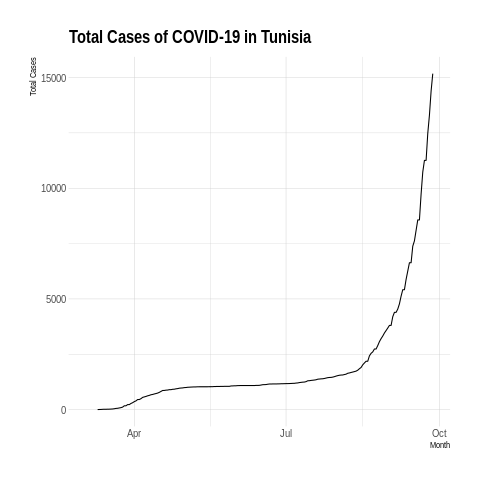 Total Cases of COVID-19 in Tunisia
Total Cases
15000
10000
5000
0
Apr
Jul
Oct
Month